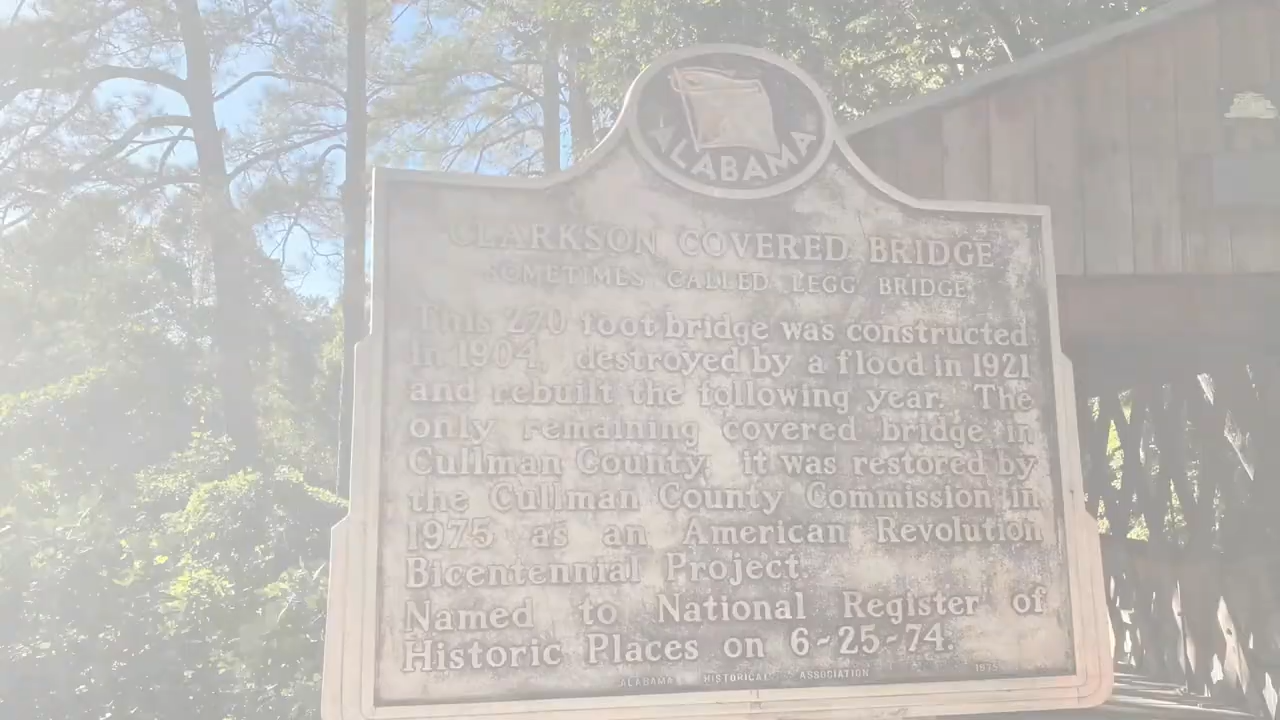 ALABAMA
CLARKSON COVERED BRIDGE
SOMETIMES CALLED LEGG BRIDGE
This 270 foot bridge was constructed
in 1904, destroyed by a flood in 1921
and rebuilt the following year. The
only remaining covered bridge in
Cullman County, it was restored by
the Cullman County Commission in
1975 as an American Revolution
Bicentennial Project.
Named to National Register of
Historic Places on 6-25-74.
ALABAMA HISTORICAL ASSOCIATION 1975